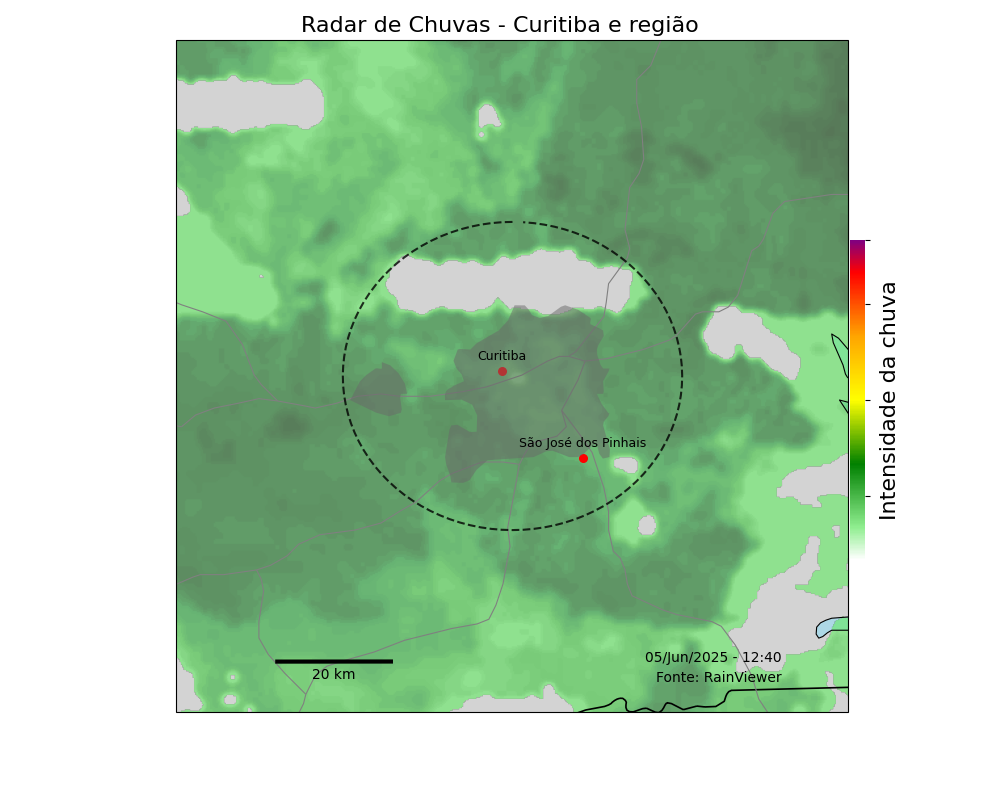 Radar de Chuvas - Curitiba e região
Curitiba
São José dos Pinhais
Intensidade da chuva
05/Jun/2025 - 12:40
Fonte: RainViewer
20 km